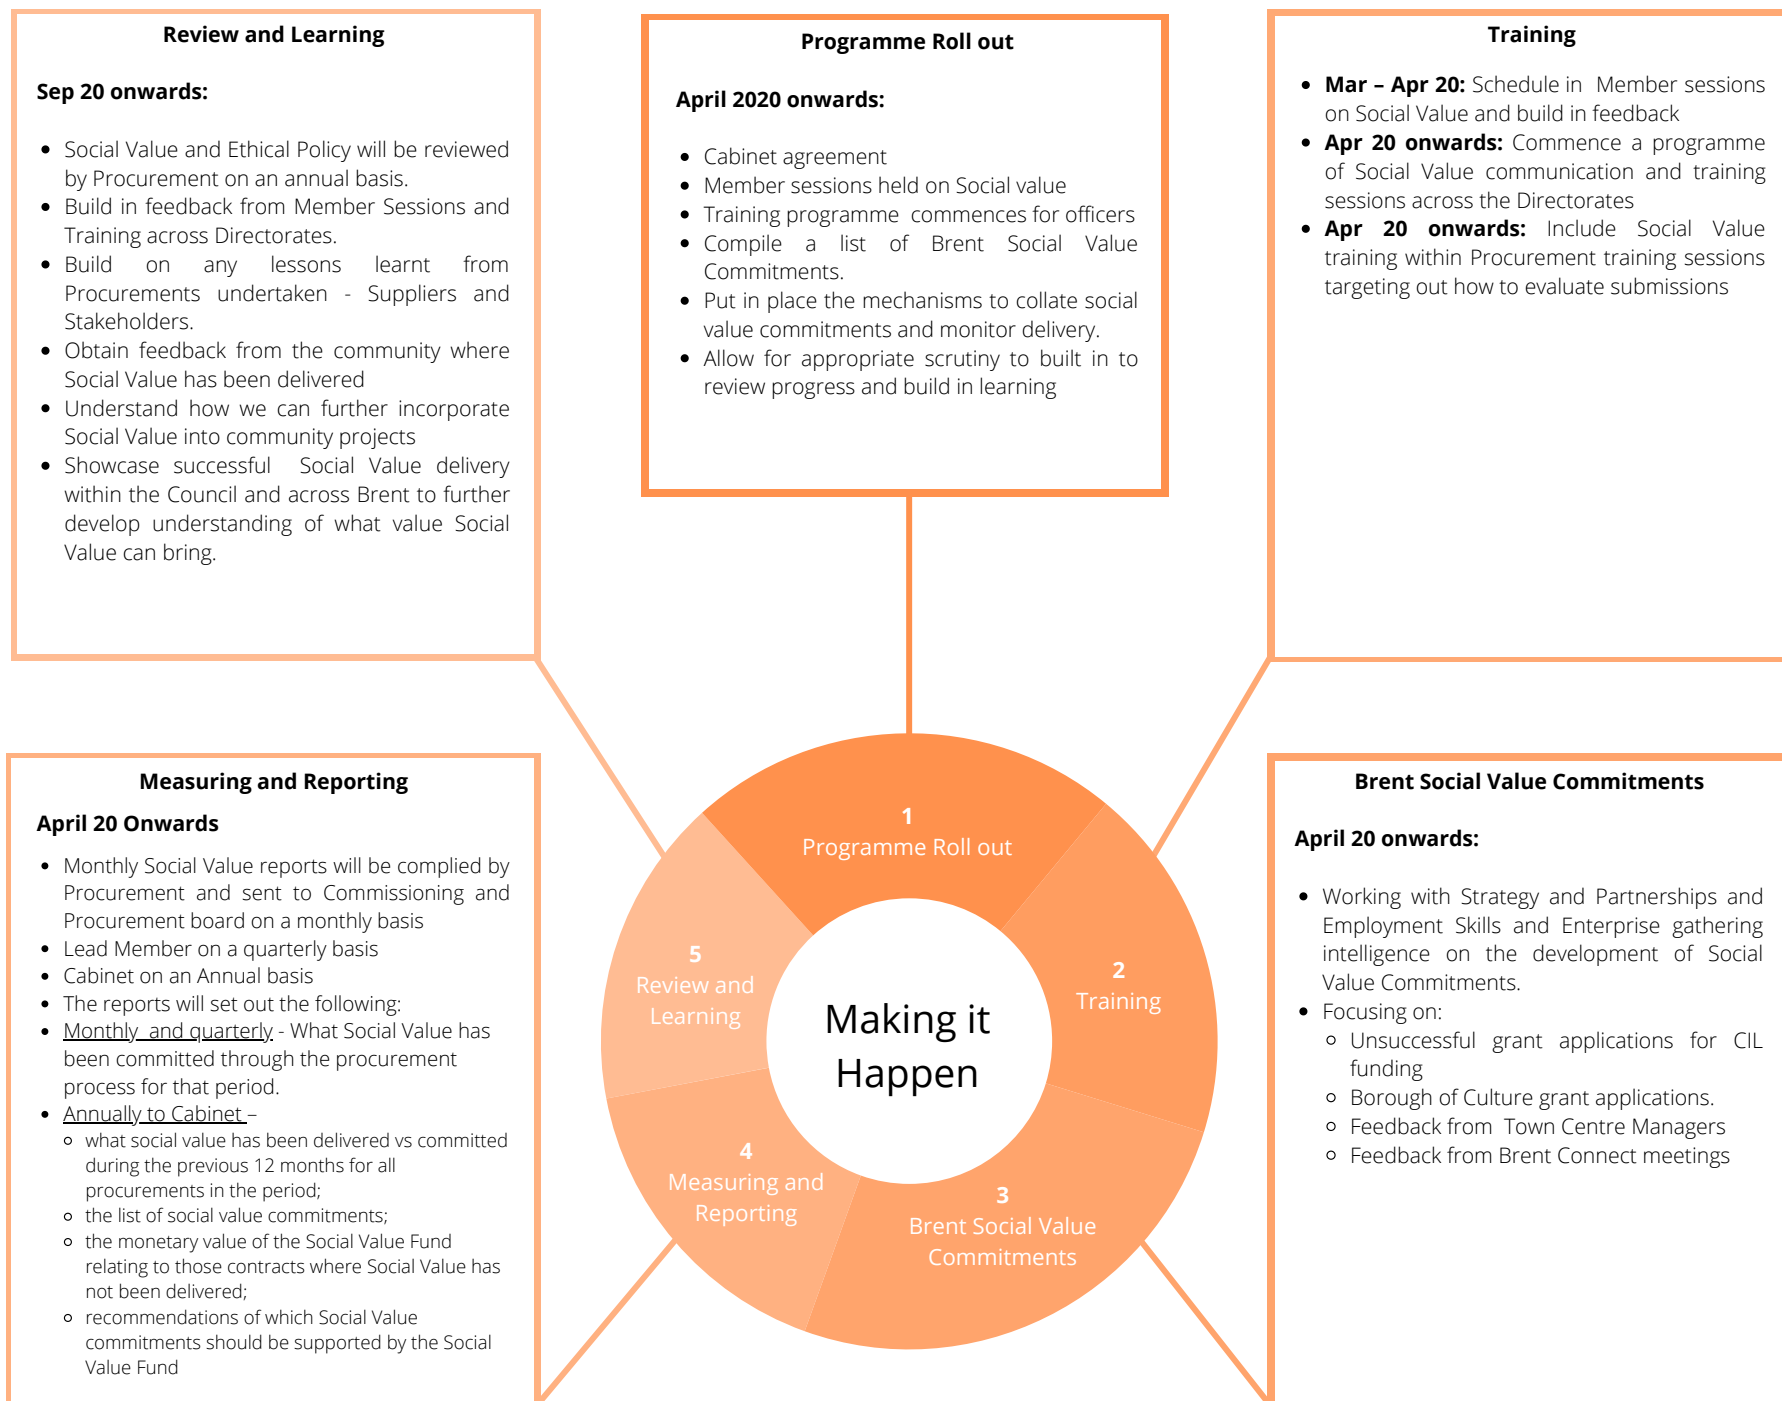 Review and Learning
Sep 20 onwards:
Social Value and Ethical Policy will be reviewed
by Procurement on an annual basis.
Build in feedback from Member Sessions and
Training across Directorates.
Build on any lessons learnt from
Procurements undertaken - Suppliers and
Stakeholders.
Obtain feedback from the community where
Social Value has been delivered
Understand how we can further incorporate
Social Value into community projects
Showcase successful Social Value delivery
within the Council and across Brent to further
develop understanding of what value Social
Value can bring.
Programme Roll out
April 2020 onwards:
Cabinet agreement
Member sessions held on Social value
Training programme commences for officers
Compile a list of Brent Social Value
Commitments.
Put in place the mechanisms to collate social
value commitments and monitor delivery.
Allow for appropriate scrutiny to built in to
review progress and build in learning
Training
Mar – Apr 20: Schedule in Member sessions
on Social Value and build in feedback
Apr 20 onwards: Commence a programme
of Social Value communication and training
sessions across the Directorates
Apr 20 onwards: Include Social Value
training within Procurement training sessions
targeting out how to evaluate submissions
Measuring and Reporting
April 20 Onwards
Monthly Social Value reports will be complied by
Procurement and sent to Commissioning and
Procurement board on a monthly basis
Lead Member on a quarterly basis
Cabinet on an Annual basis
The reports will set out the following:
Monthly and quarterly - What Social Value has
been committed through the procurement
process for that period.
Annually to Cabinet –
what social value has been delivered vs committed
during the previous 12 months for all
procurements in the period;
the list of social value commitments;
the monetary value of the Social Value Fund
relating to those contracts where Social Value has
not been delivered;
recommendations of which Social Value
commitments should be supported by the Social
Value Fund
1
Programme Roll out
2
Training
3
Brent Social Value
Commitments
4
Measuring and
Reporting
5
Review and
Learning
Making it
Happen
Brent Social Value Commitments
April 20 onwards:
Working with Strategy and Partnerships and
Employment Skills and Enterprise gathering
intelligence on the development of Social
Value Commitments.
Focusing on:
Unsuccessful grant applications for CIL
funding
Borough of Culture grant applications.
Feedback from Town Centre Managers
Feedback from Brent Connect meetings